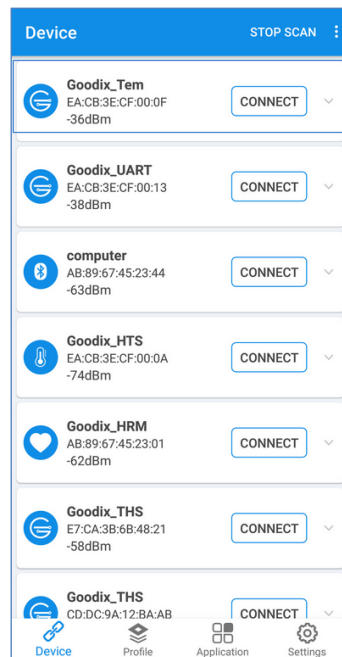 Device STOP SCAN
Goodix_Tem
EA:CB:3E:CF:00:0F CONNECT
-36dBm
Goodix_UART
EA:CB:3E:CF:00:13 CONNECT
-38dBm
computer
AB:89:67:45:23:44 CONNECT
-63dBm
Goodix_HTS
EA:CB:3E:CF:00:0A CONNECT
-74dBm
Goodix_HRM
AB:89:67:45:23:01 CONNECT
-62dBm
Goodix_THS
E7:CA:3B:6B:48:21 CONNECT
-58dBm
Goodix_THS
CD:DC:9A:12:BA:AB CONNECT
Device Profile Application Settings